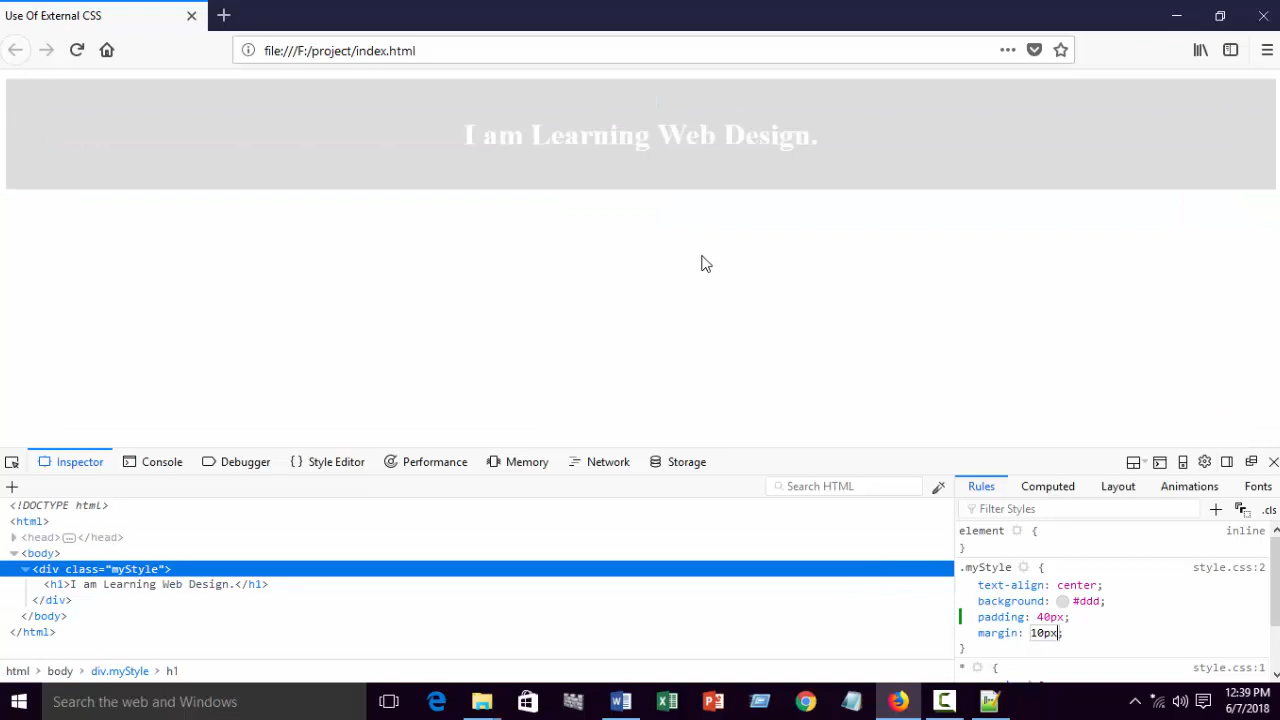 Use Of External CSS
file:///F:/project/index.html
I am Learning Web Design.
Inspector Console Debugger { } Style Editor Performance Memory Network Storage
+ Search HTML Rules Computed Layout Animations Fonts
Filter Styles + .cls
<!DOCTYPE html>
<html>
<head>…</head>
<body>
<div class="myStyle">
<h1>I am Learning Web Design.</h1>
</div>
</body>
</html>
element { inline
}
.myStyle { style.css:2
text-align: center;
background: #ddd;
padding: 40px;
margin: 10px;
}
* { style.css:1
html body div.myStyle h1
Search the web and Windows
12:39 PM
6/7/2018